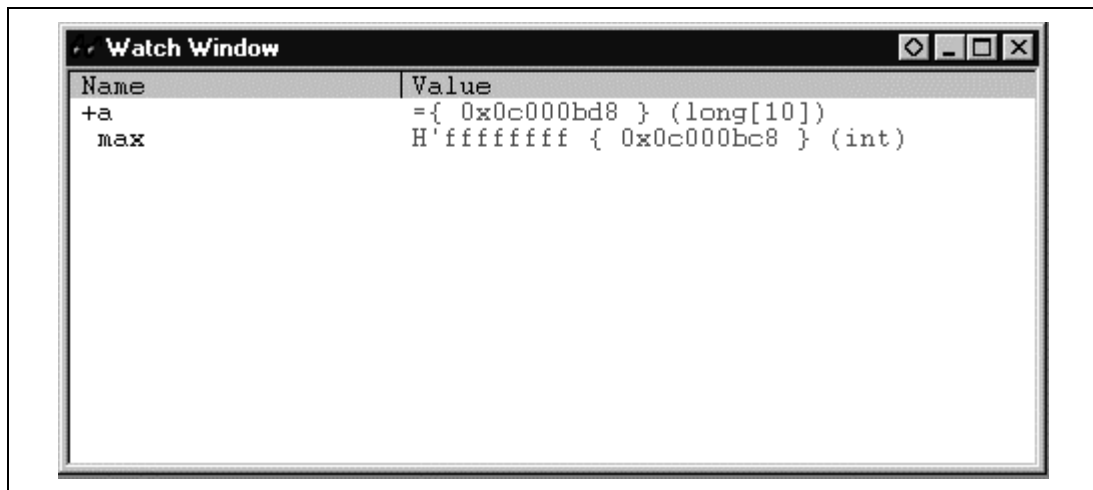 Watch Window
Name Value
+a ={ 0x0c000bd8 } (long[10])
max H'ffffffff { 0x0c000bc8 } (int)